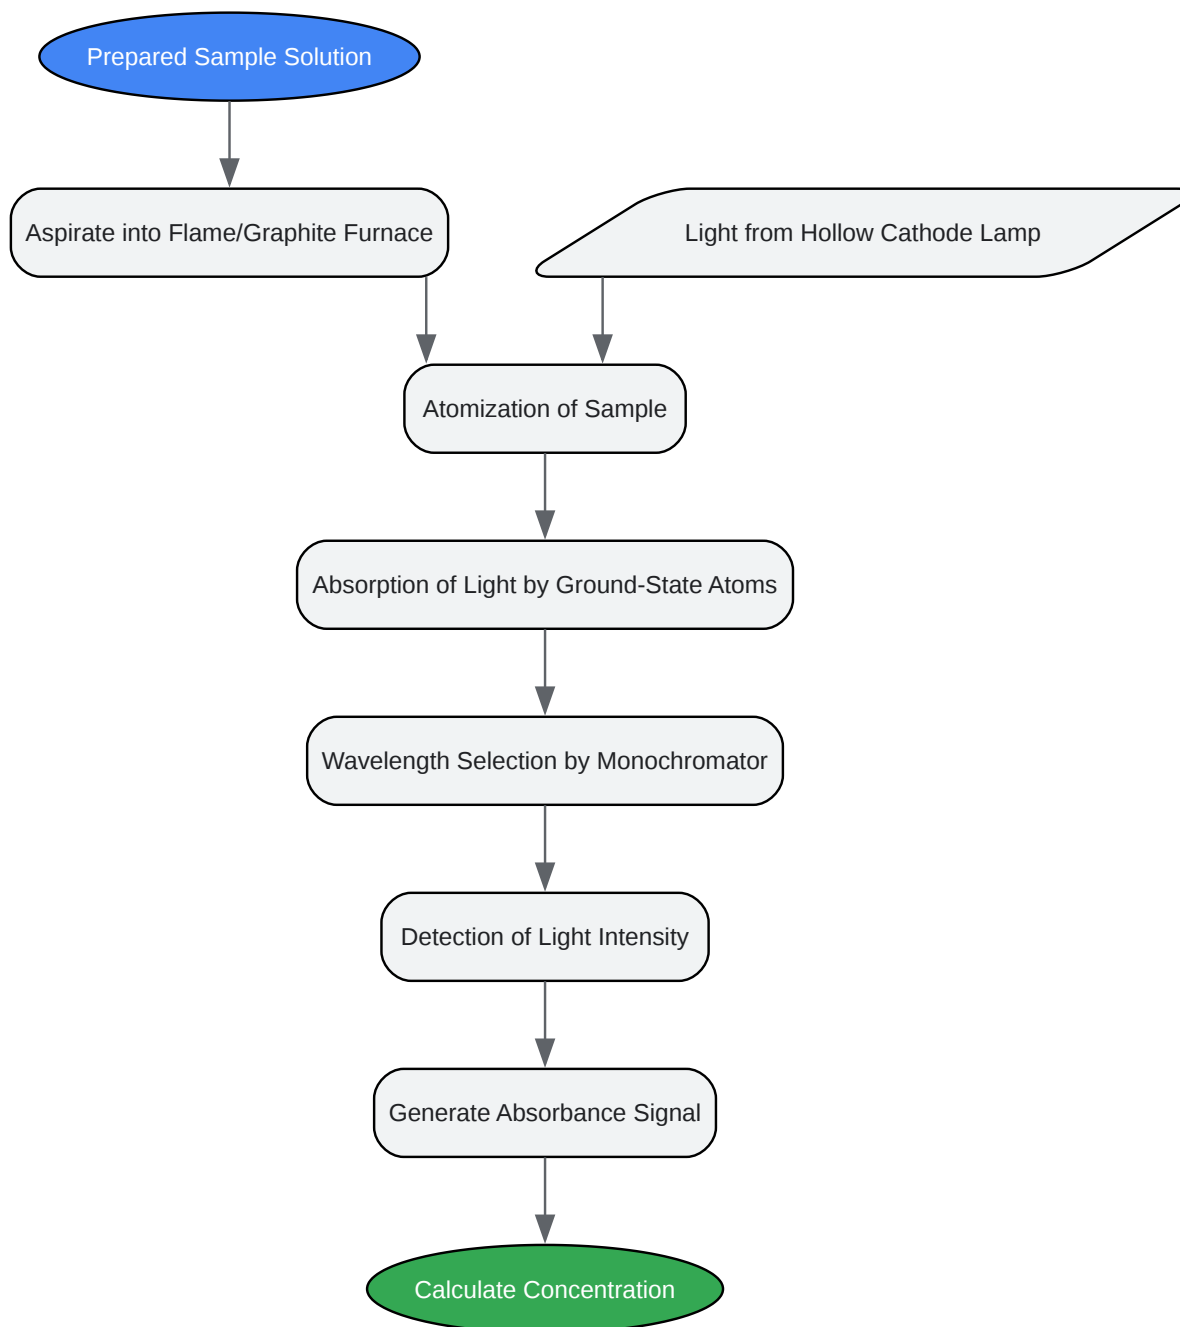 Prepared Sample Solution
Aspirate into Flame/Graphite Furnace
Light from Hollow Cathode Lamp
Atomization of Sample
Absorption of Light by Ground-State Atoms
Wavelength Selection by Monochromator
Detection of Light Intensity
Generate Absorbance Signal
Calculate Concentration